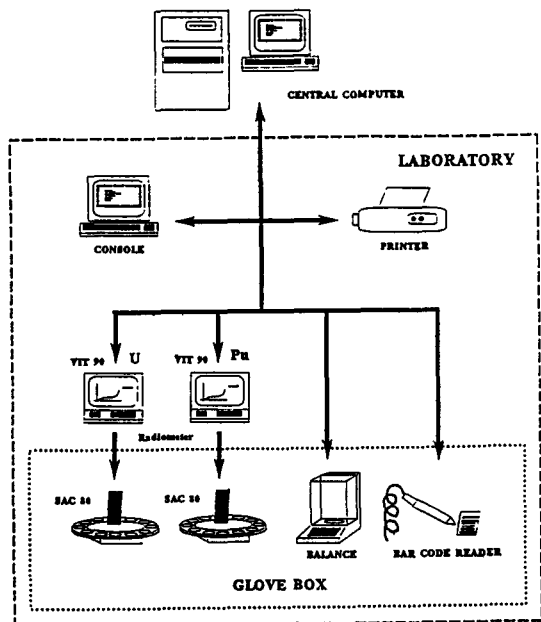 CENTRAL COMPUTER
LABORATORY
CONSOLE
PRINTER
VIT 90 U
VIT 90 Pu
Radiometer
SAC 80
SAC 80
BALANCE
BAR CODE READER
GLOVE BOX